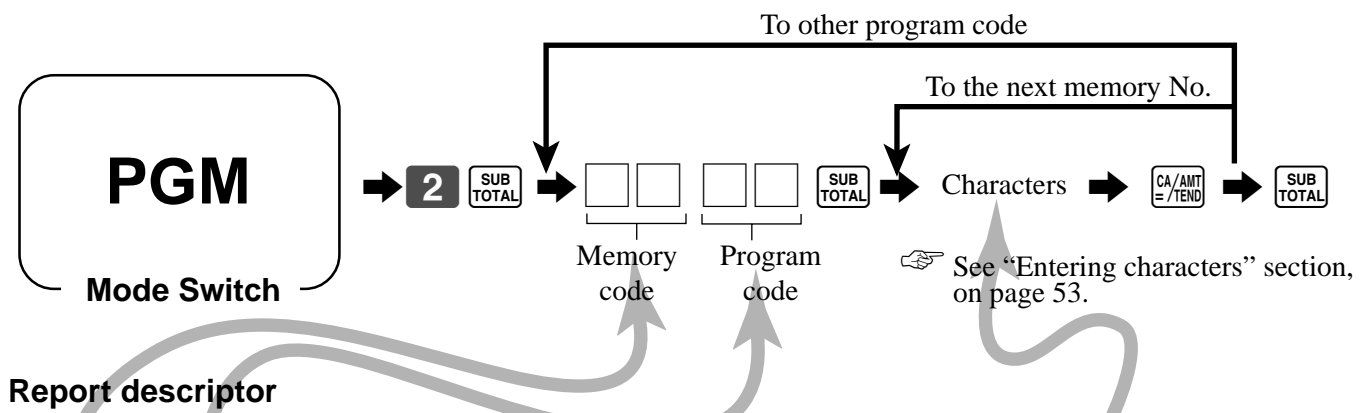 To other program code
To the next memory No.
PGM
2 SUB TOTAL SUB TOTAL Characters CA/AMT = /TEND SUB TOTAL
Memory code Program code
☞ See “Entering characters” section,
on page 53.
Mode Switch
Report descriptor